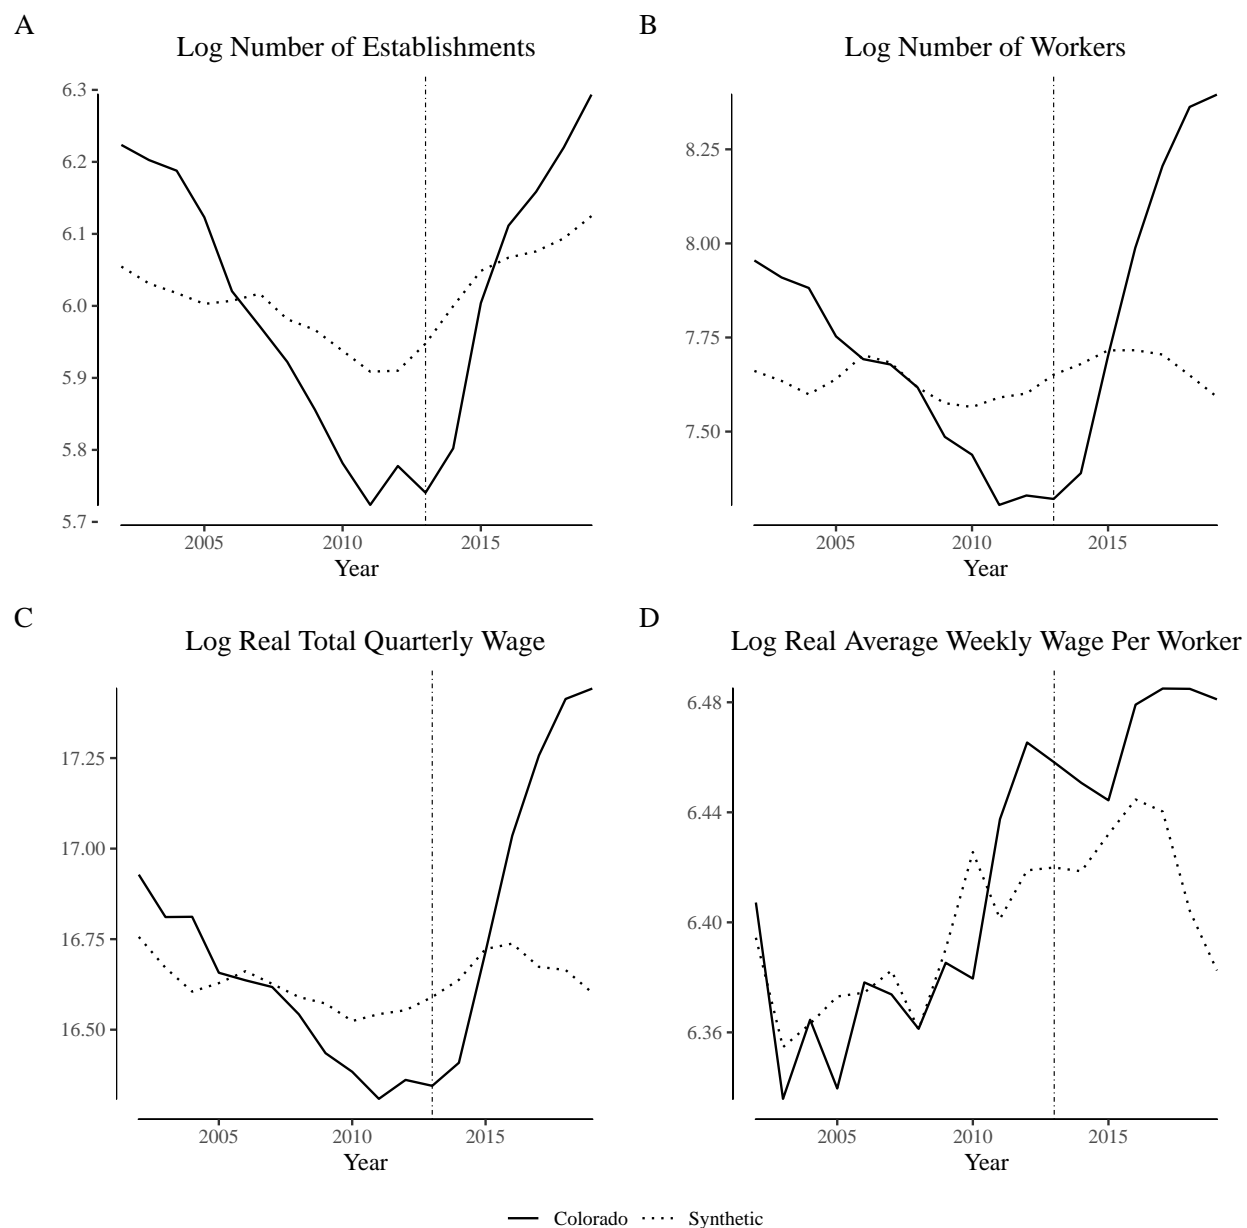 A
Log Number of Establishments
6.3
6.2
6.1
6.0
5.9
5.8
5.7
2005 2010 2015
Year
B
Log Number of Workers
8.25
8.00
7.75
7.50
2005 2010 2015
Year
C
Log Real Total Quarterly Wage
17.25
17.00
16.75
16.50
2005 2010 2015
Year
D
Log Real Average Weekly Wage Per Worker
6.48
6.44
6.40
6.36
2005 2010 2015
Year
Colorado Synthetic